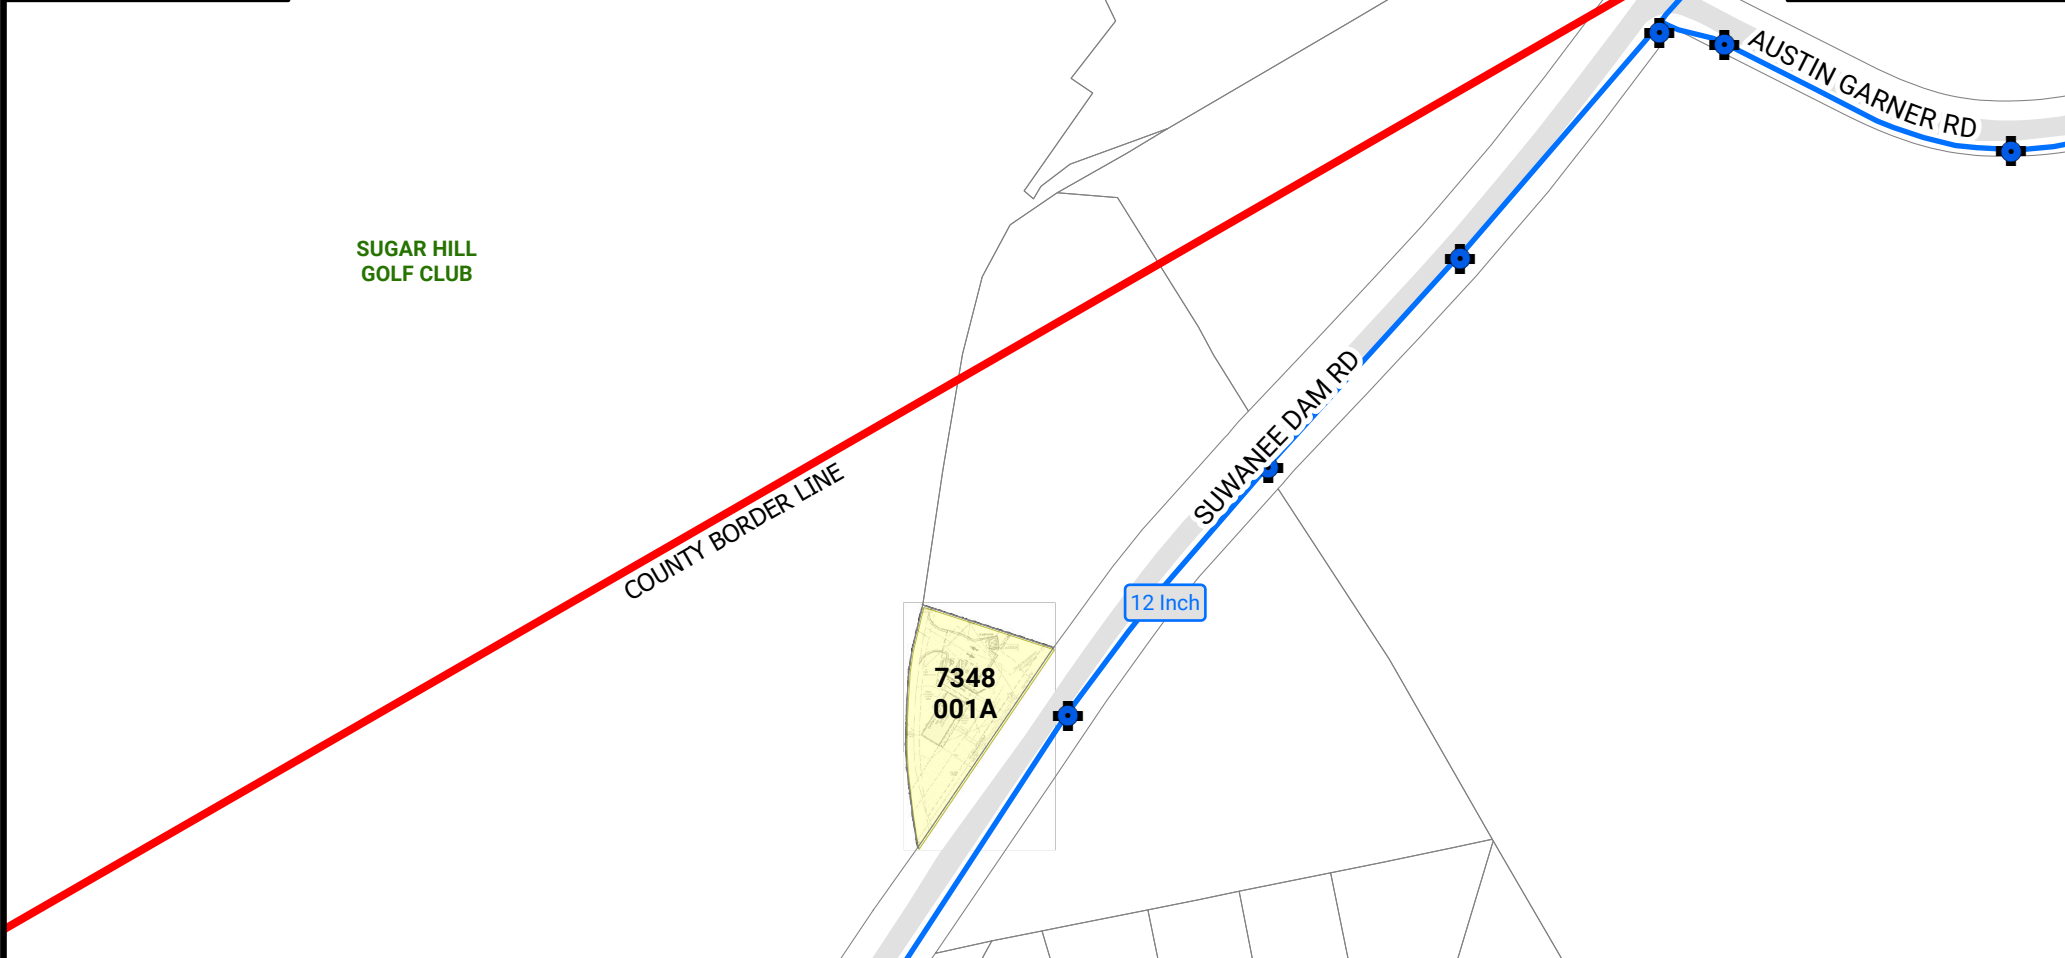 AUSTIN GARNER RD
SUGAR HILL
GOLF CLUB
SUWANEE DAM RD
COUNTY BORDER LINE
12 Inch
7348
001A